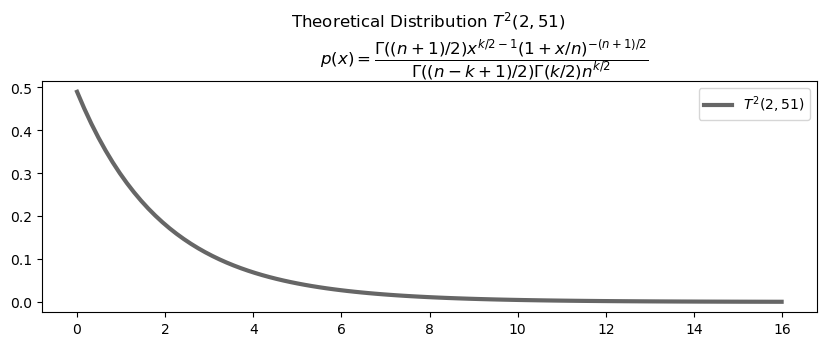 Theoretical Distribution T²(2, 51)
p(x) = Γ((n + 1)/2)x^{k/2−1}(1 + x/n)^{−(n+1)/2} / Γ((n − k + 1)/2)Γ(k/2)n^{k/2}
T²(2, 51)
0.5
0.4
0.3
0.2
0.1
0.0
0 2 4 6 8 10 12 14 16